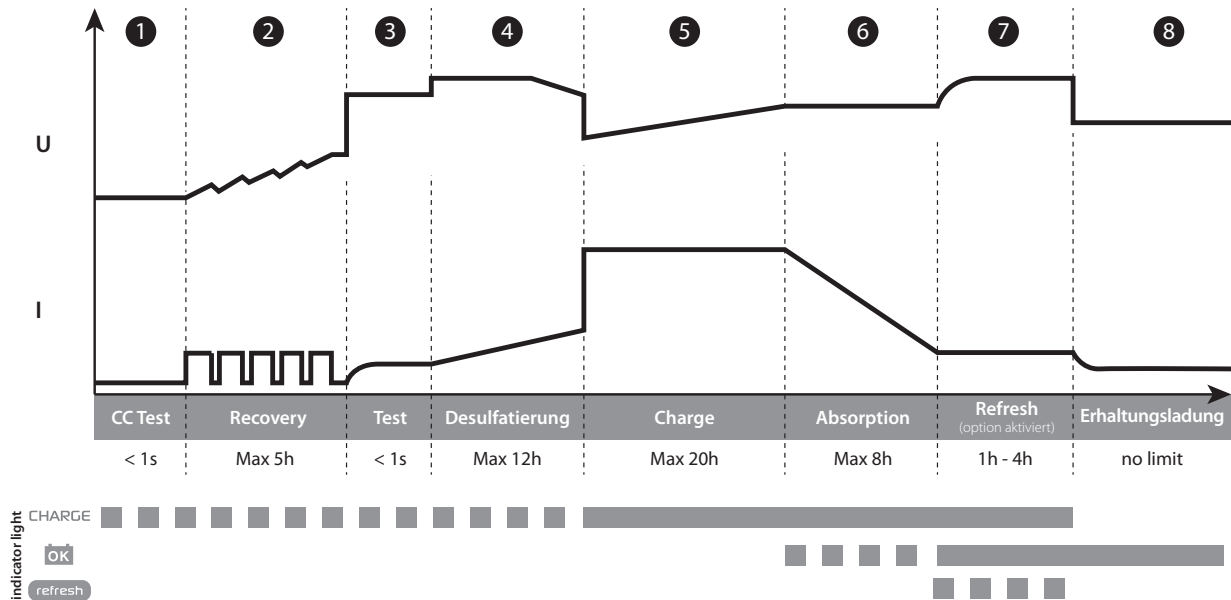 1 2 3 4 5 6 7 8
U
I
CC Test Recovery Test Desulfatierung Charge Absorption Refresh Erhaltungsladung
(option aktiviert)
< 1s Max 5h < 1s Max 12h Max 20h Max 8h 1h - 4h no limit
indicator light
CHARGE
OK
refresh